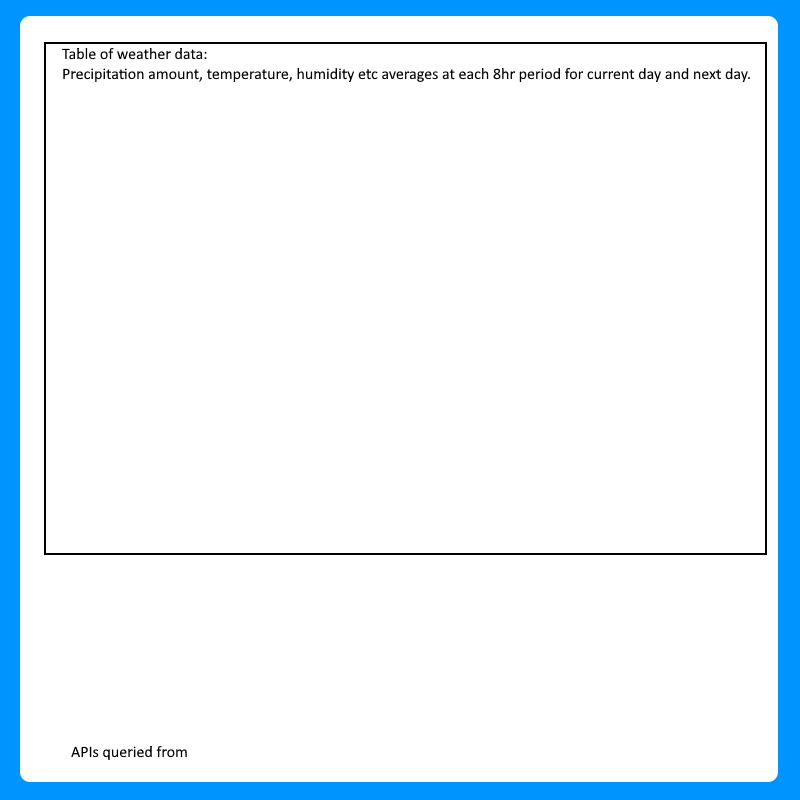 Table of weather data:
Precipitation amount, temperature, humidity etc averages at each 8hr period for current day and next day.
APIs queried from